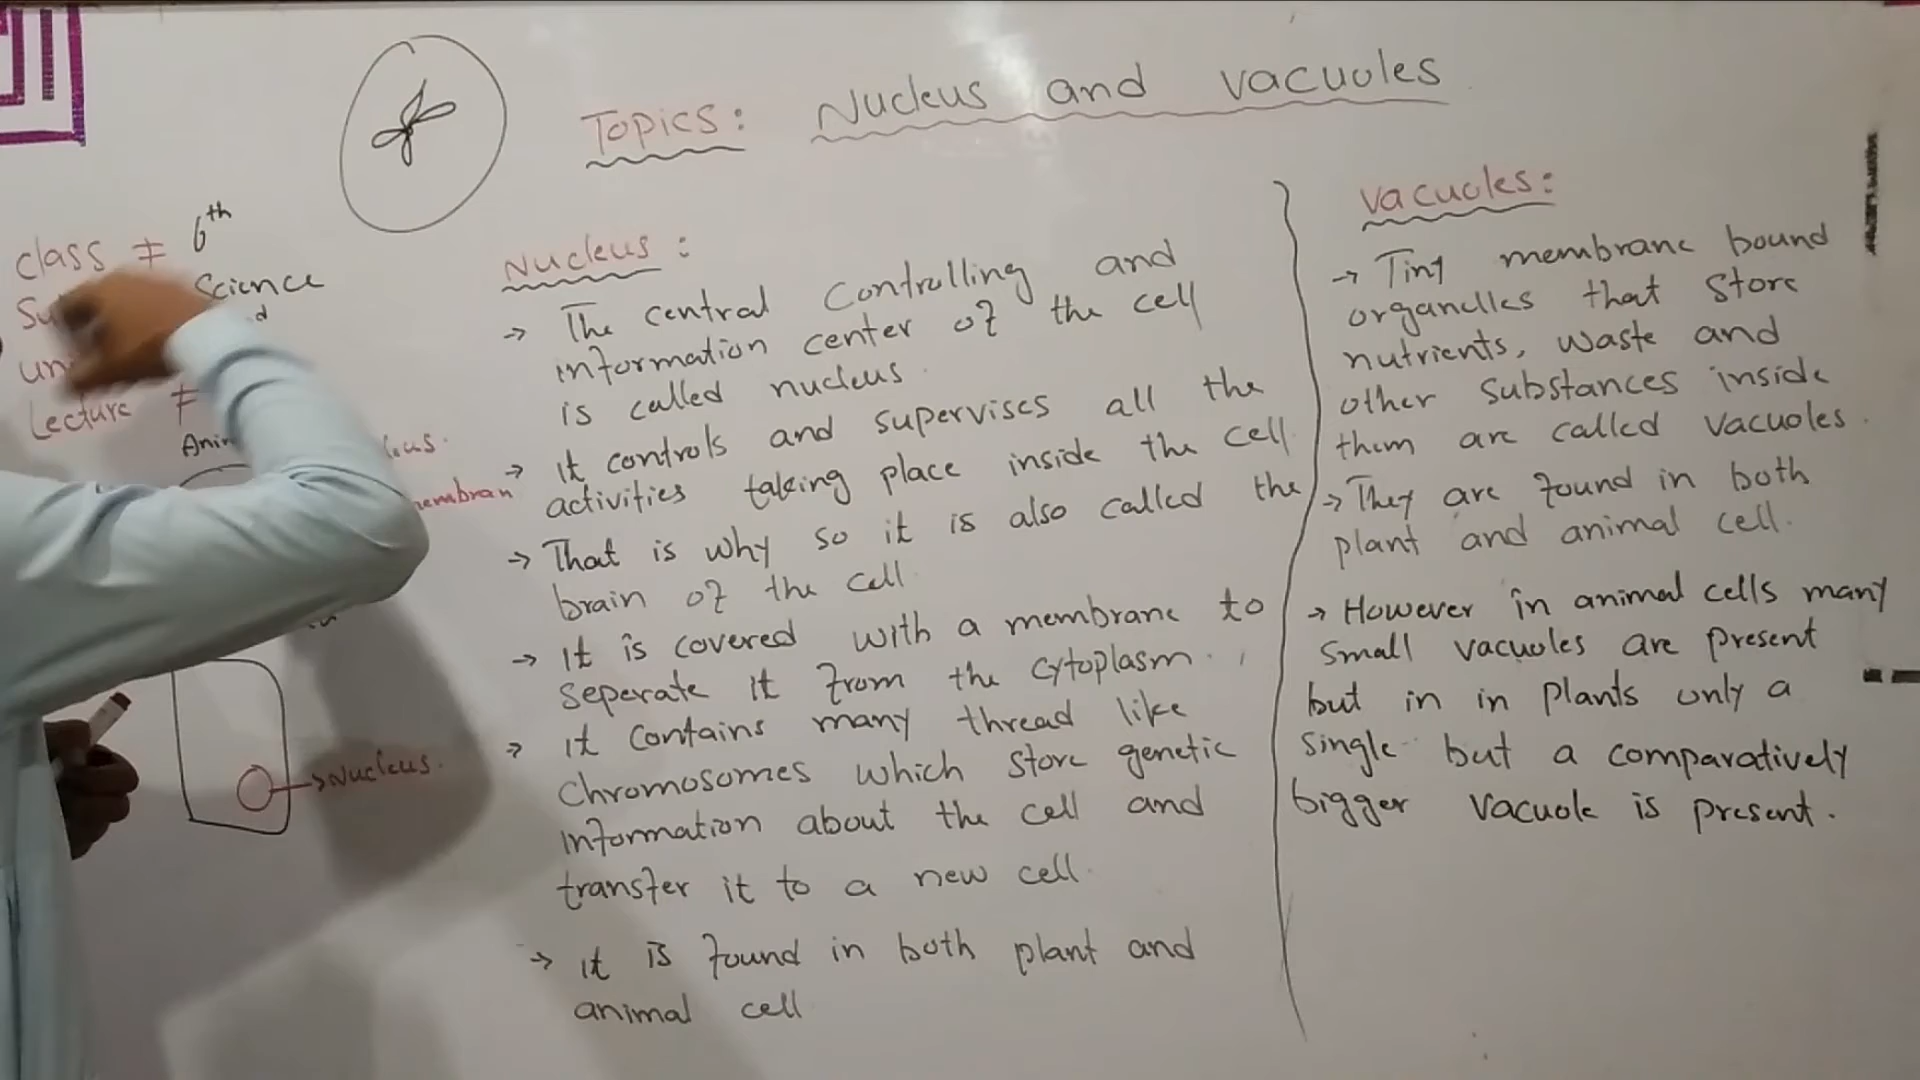 Topics: Nucleus and vacuoles
class ≠ 6th
Science
Lecture ≠
membran
Nucleus.
Nucleus:
→ The central controlling and
information center of the cell
is called nucleus.
→ it controls and supervises all the
activities taking place inside the cell
→ That is why so it is also called the
brain of the cell
→ it is covered with a membrane to
seperate it from the cytoplasm.
→ it contains many thread like
chromosomes which store genetic
information about the cell and
transfer it to a new cell.
→ it is found in both plant and
animal cell
vacuoles:
→ Tiny membrane bound
organelles that store
nutrients, waste and
other substances inside
them are called vacuoles.
→ They are found in both
plant and animal cell.
→ However in animal cells many
small vacuoles are present
but in in plants only a
single but a comparatively
bigger vacuole is present.